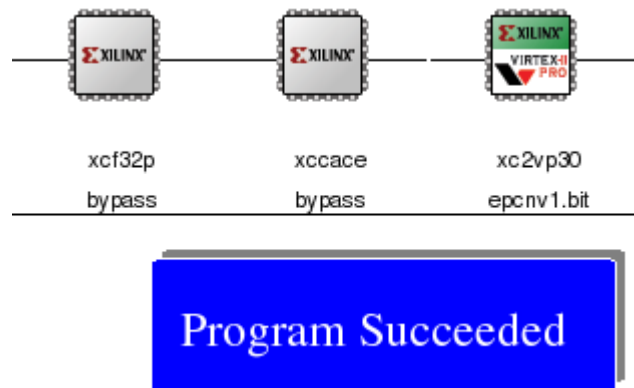 XILINX XILINX XILINX
VIRTEX-II
PRO
xcf32p xccace xc2vp30
bypass bypass epcnv1.bit
Program Succeeded